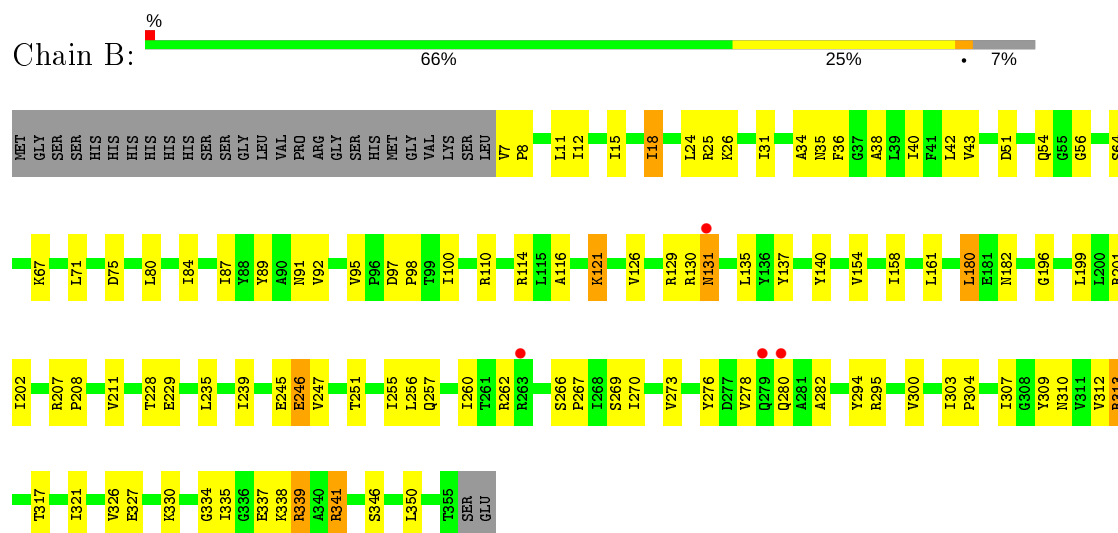 %
Chain B:
66% 25% • 7%
MET GLY SER SER HIS HIS HIS HIS HIS HIS SER SER GLY LEU VAL PRO ARG GLY SER HIS MET GLY VAL LYS SER LEU V7 P8 L11 I12 I15 I18 L24 R25 K26 I31 A34 N35 F36 G37 A38 L39 I40 F41 L42 V43 D51 Q54 G55 G56 S64
K67 L71 D75 L80 I84 I87 Y88 Y89 A90 N91 V92 V95 P96 D97 P98 T99 I100 R110 R114 L115 A116 K121 V126 R129 R130 N131 L135 Y136 Y137 Y140 V154 I158 L161 L180 E181 N182 G196 L199 L200 R201
I202 R207 P208 V211 T228 E229 L235 I239 E245 E246 V247 T251 I255 L256 Q257 I260 T261 R262 R263 S266 P267 I268 S269 I270 V273 Y276 D277 V278 Q279 Q280 A281 A282 Y294 R295 V300 I303 P304 I307 G308 Y309 N310 V311 V312 R313
T317 I321 V326 E327 K330 G334 I335 G336 E337 K338 R339 A340 R341 S346 L350 T355 SER GLU